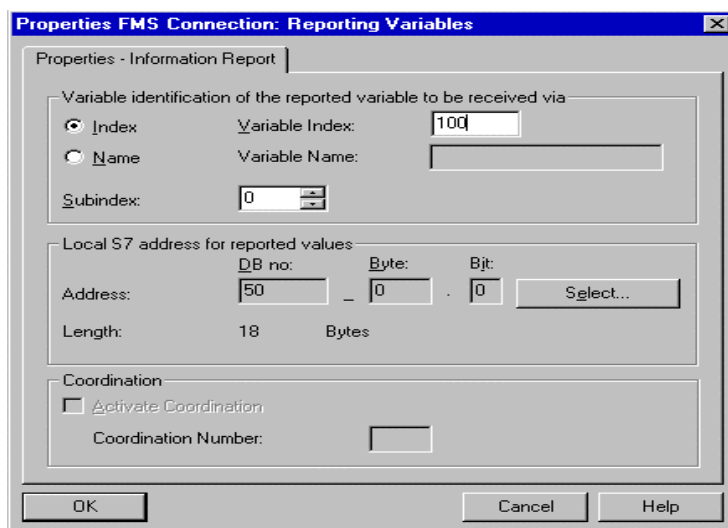 Properties FMS Connection: Reporting Variables
Properties - Information Report
Variable identification of the reported variable to be received via
Index Variable Index: 100
Name Variable Name:
Subindex: 0
Local S7 address for reported values
DB no: Byte: Bit:
Address: 50 _ 0 . 0 Select...
Length: 18 Bytes
Coordination
Activate Coordination
Coordination Number:
OK Cancel Help